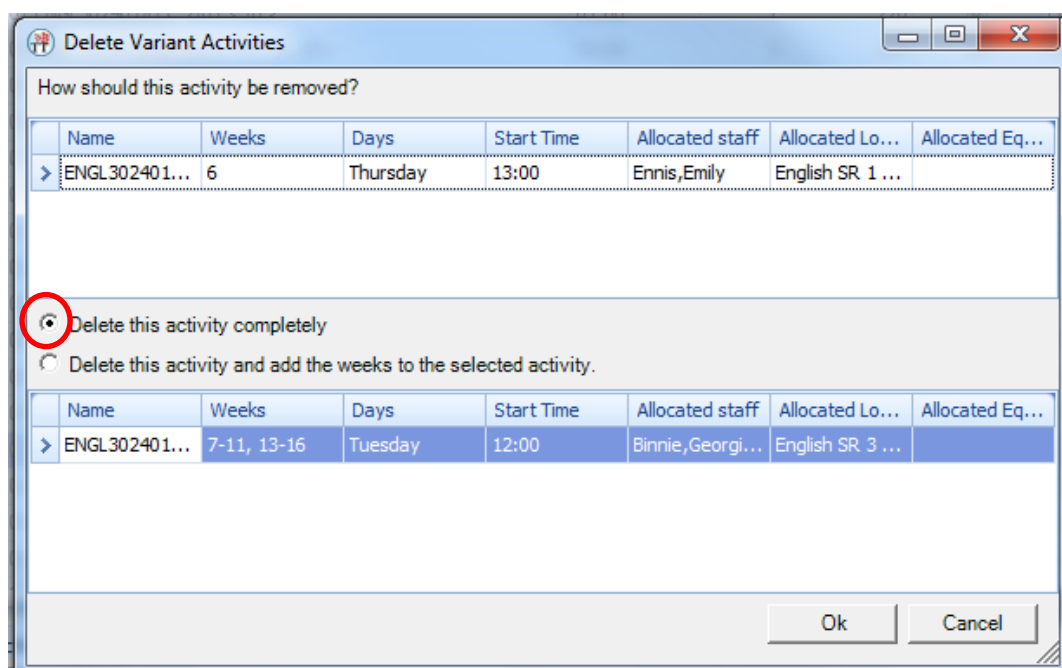 Delete Variant Activities
How should this activity be removed?
Name Weeks Days Start Time Allocated staff Allocated Lo... Allocated Eq...
ENGL302401... 6 Thursday 13:00 Ennis,Emily English SR 1 ...
Delete this activity completely
Delete this activity and add the weeks to the selected activity.
Name Weeks Days Start Time Allocated staff Allocated Lo... Allocated Eq...
ENGL302401... 7-11, 13-16 Tuesday 12:00 Binnie,Georgi... English SR 3 ...
Ok Cancel